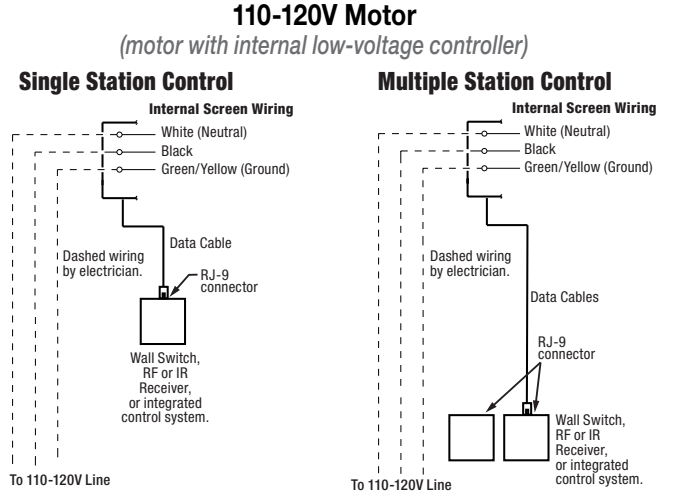 110-120V Motor
(motor with internal low-voltage controller)
Single Station Control
Internal Screen Wiring
White (Neutral)
Black
Green/Yellow (Ground)
Data Cable
Dashed wiring
by electrician.
RJ-9
connector
Wall Switch,
RF or IR
Receiver,
or integrated
control system.
To 110-120V Line
Multiple Station Control
Internal Screen Wiring
White (Neutral)
Black
Green/Yellow (Ground)
Dashed wiring
by electrician.
Data Cables
RJ-9
connector
Wall Switch,
RF or IR
Receiver,
or integrated
control system.
To 110-120V Line